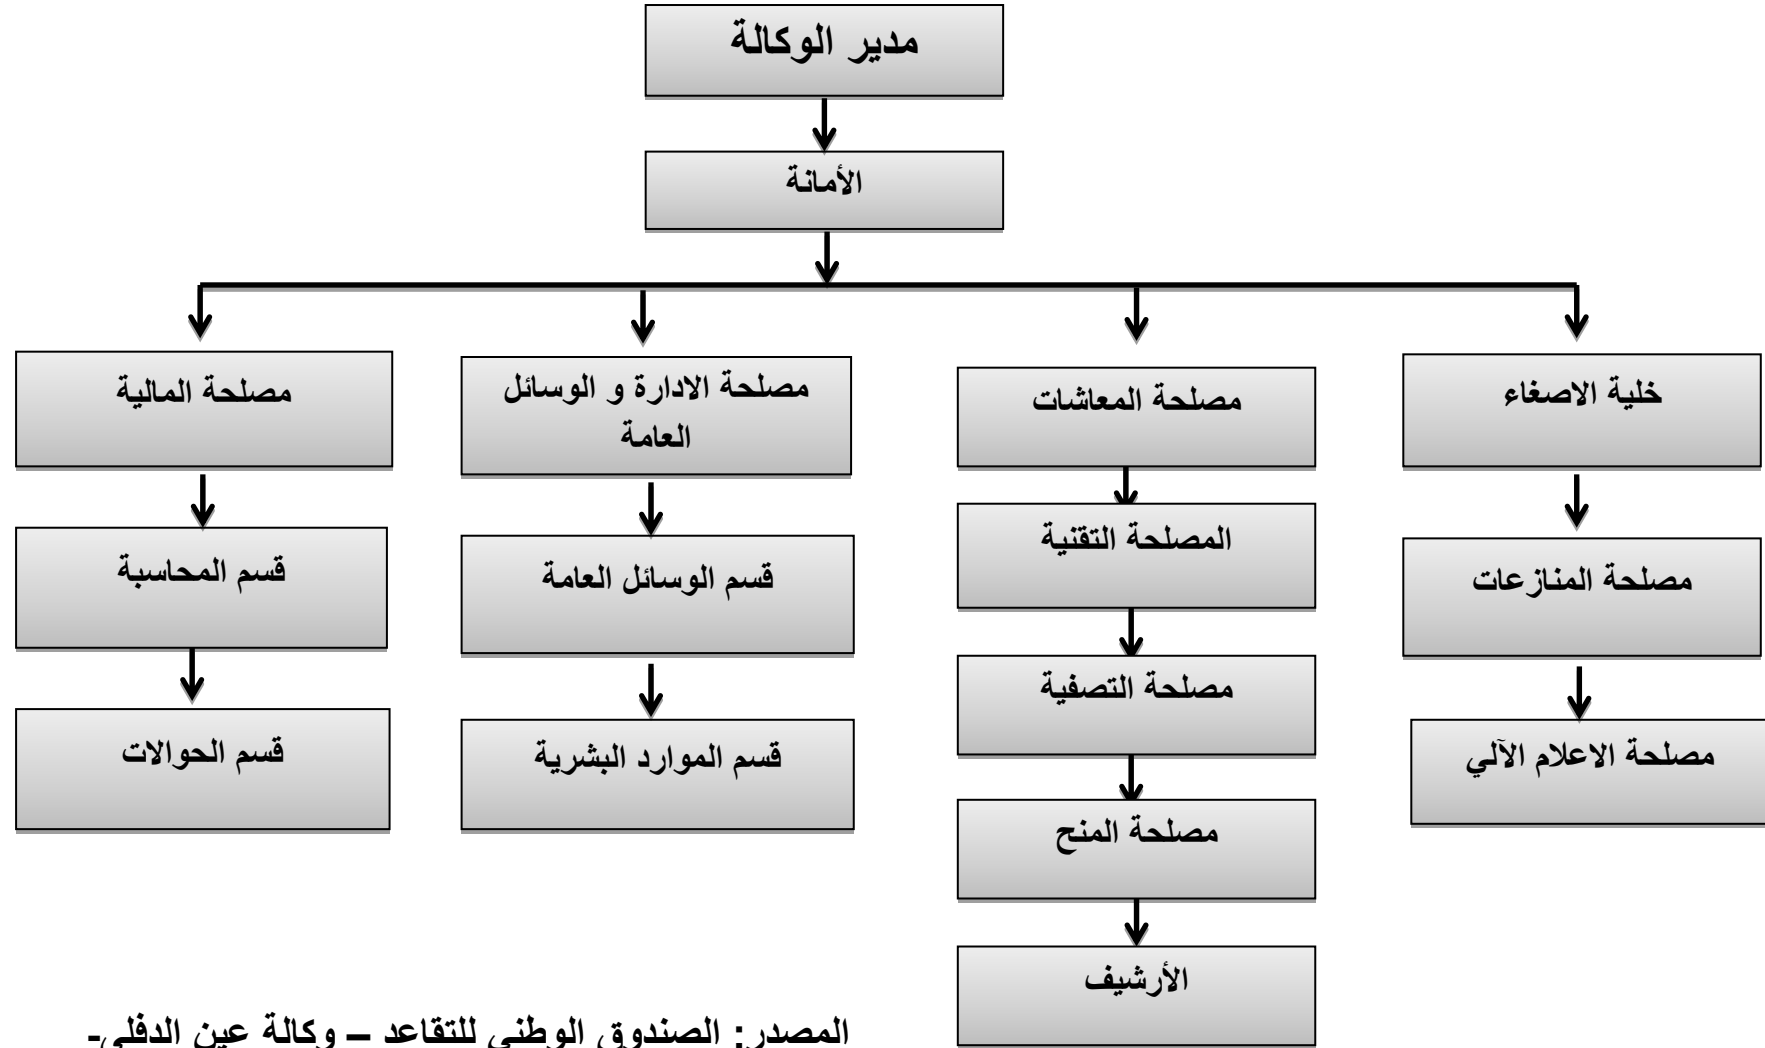 مدير الوكالة
الأمانة
خلية الاصغاء
مصلحة المعاشات
مصلحة الادارة و الوسائل
العامة
مصلحة المالية
مصلحة المنازعات
المصلحة التقنية
قسم الوسائل العامة
قسم المحاسبة
مصلحة الاعلام الآلي
مصلحة التصفية
قسم الموارد البشرية
قسم الحوالات
مصلحة المنح
الأرشيف
المصدر: الصندوق الوطني للتقاعد – وكالة عين الدفلى-